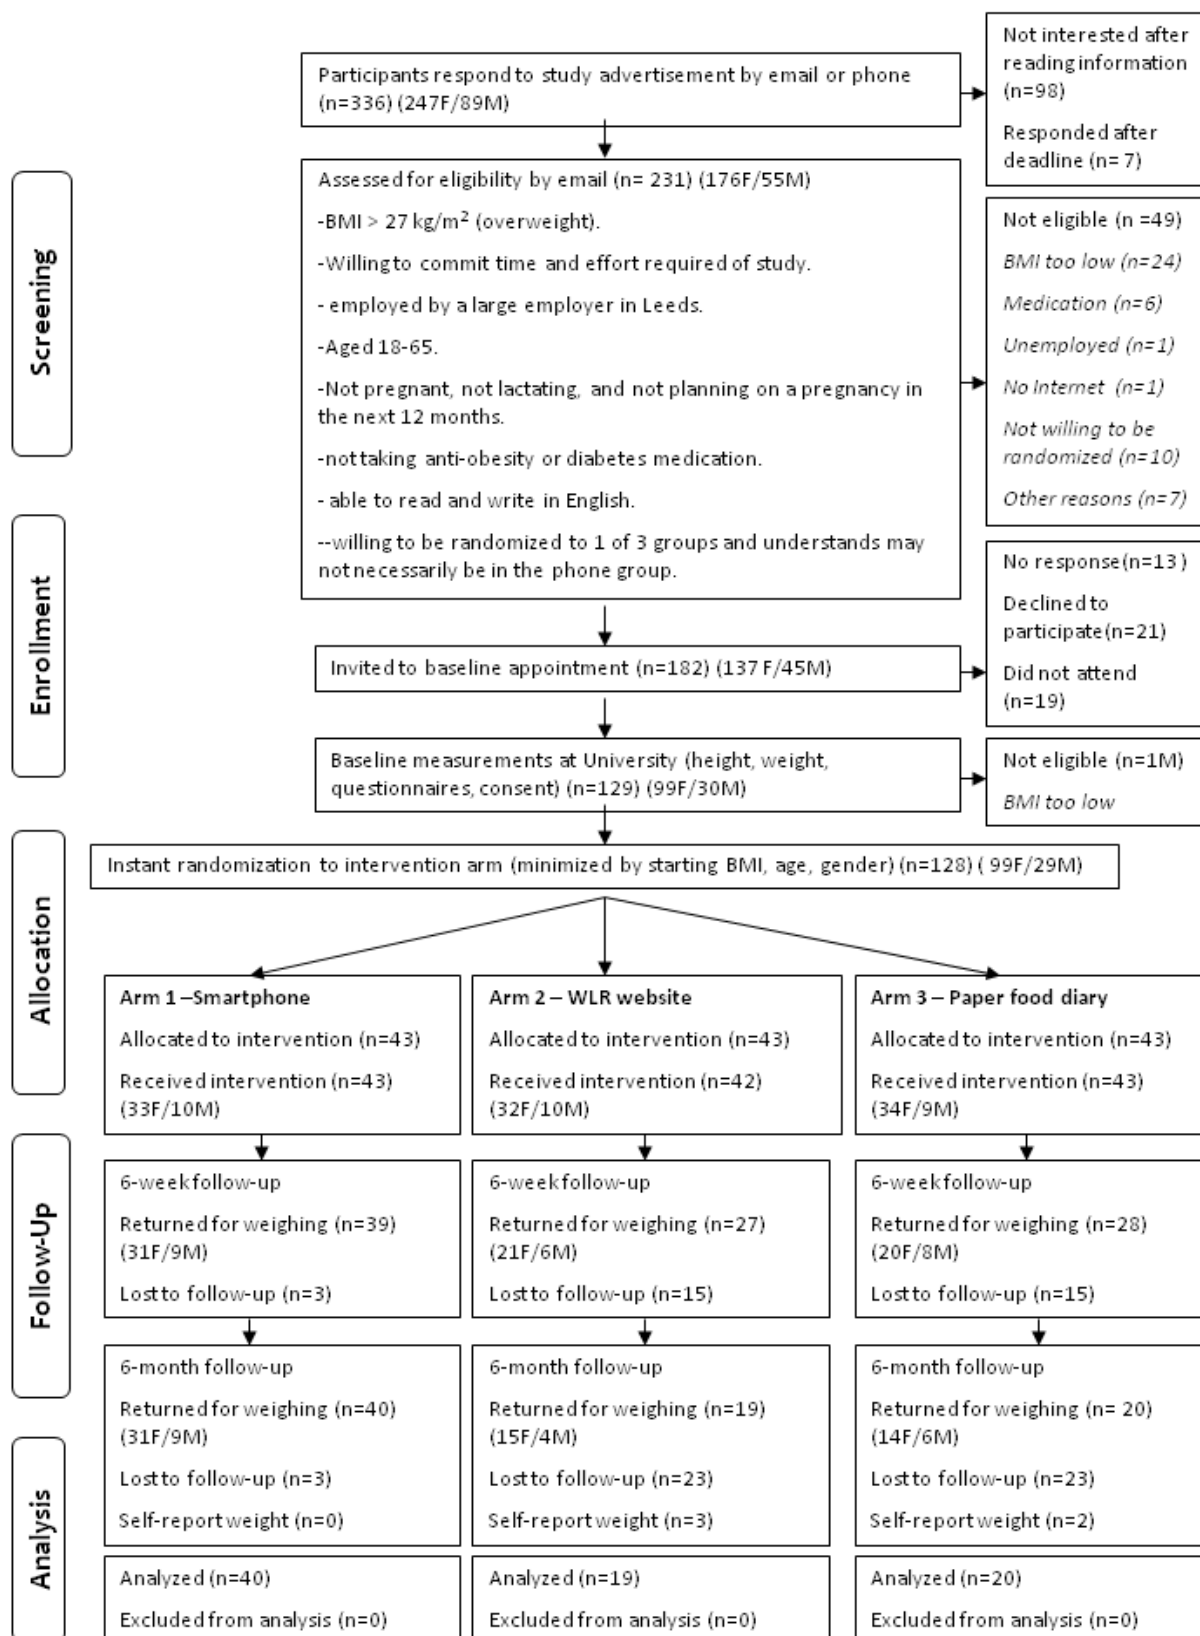 Participants respond to study advertisement by email or phone
(n=336) (247F/89M)
Not interested after
reading information
(n=98)
Responded after
deadline (n= 7)
Screening
Assessed for eligibility by email (n= 231) (176F/55M)
-BMI > 27 kg/m² (overweight).
-Willing to commit time and effort required of study.
- employed by a large employer in Leeds.
-Aged 18-65.
-Not pregnant, not lactating, and not planning on a pregnancy in
the next 12 months.
-not taking anti-obesity or diabetes medication.
- able to read and write in English.
--willing to be randomized to 1 of 3 groups and understands may
not necessarily be in the phone group.
Not eligible (n =49)
BMI too low (n=24)
Medication (n=6)
Unemployed (n=1)
No Internet (n=1)
Not willing to be
randomized (n=10)
Other reasons (n=7)
Enrollment
Invited to baseline appointment (n=182) (137 F/45M)
No response(n=13 )
Declined to
participate(n=21)
Did not attend
(n=19)
Baseline measurements at University (height, weight,
questionnaires, consent) (n=129) (99F/30M)
Not eligible (n=1M)
BMI too low
Allocation
Instant randomization to intervention arm (minimized by starting BMI, age, gender) (n=128) ( 99F/29M)
Arm 1 –Smartphone
Allocated to intervention (n=43)
Received intervention (n=43)
(33F/10M)
Arm 2 – WLR website
Allocated to intervention (n=43)
Received intervention (n=42)
(32F/10M)
Arm 3 – Paper food diary
Allocated to intervention (n=43)
Received intervention (n=43)
(34F/9M)
Follow-Up
6-week follow-up
Returned for weighing (n=39)
(31F/9M)
Lost to follow-up (n=3)
6-week follow-up
Returned for weighing (n=27)
(21F/6M)
Lost to follow-up (n=15)
6-week follow-up
Returned for weighing (n=28)
(20F/8M)
Lost to follow-up (n=15)
6-month follow-up
Returned for weighing (n=40)
(31F/9M)
Lost to follow-up (n=3)
Self-report weight (n=0)
6-month follow-up
Returned for weighing (n=19)
(15F/4M)
Lost to follow-up (n=23)
Self-report weight (n=3)
6-month follow-up
Returned for weighing (n= 20)
(14F/6M)
Lost to follow-up (n=23)
Self-report weight (n=2)
Analysis
Analyzed (n=40)
Excluded from analysis (n=0)
Analyzed (n=19)
Excluded from analysis (n=0)
Analyzed (n=20)
Excluded from analysis (n=0)